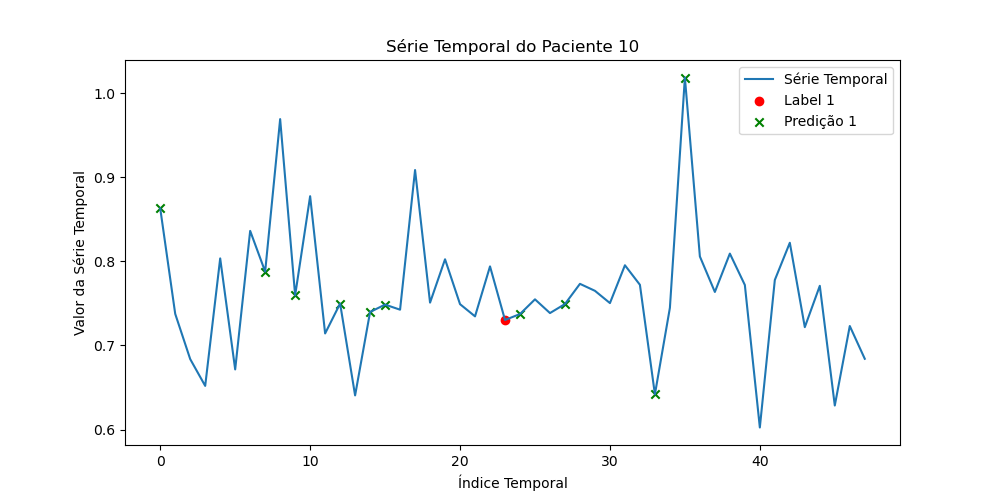 Série Temporal do Paciente 10
Série Temporal
Label 1
Predição 1
Valor da Série Temporal
1.0
0.9
0.8
0.7
0.6
0
10
20
30
40
Índice Temporal